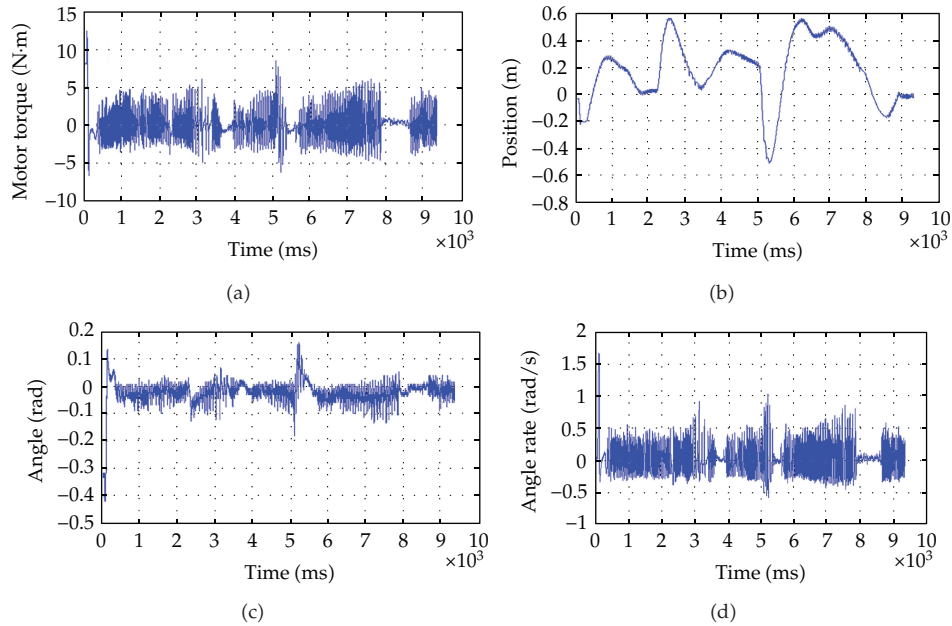 Motor torque (N·m)
15
10
5
0
−5
−10
0 1 2 3 4 5 6 7 8 9 10
×10³
Time (ms)
(a)
Position (m)
0.6
0.4
0.2
0
−0.2
−0.4
−0.6
−0.8
0 1 2 3 4 5 6 7 8 9 10
×10³
Time (ms)
(b)
Angle (rad)
0.2
0.1
0
−0.1
−0.2
−0.3
−0.4
−0.5
0 1 2 3 4 5 6 7 8 9 10
×10³
Time (ms)
(c)
Angle rate (rad/s)
2
1.5
1
0.5
0
−0.5
−1
0 1 2 3 4 5 6 7 8 9 10
×10³
Time (ms)
(d)